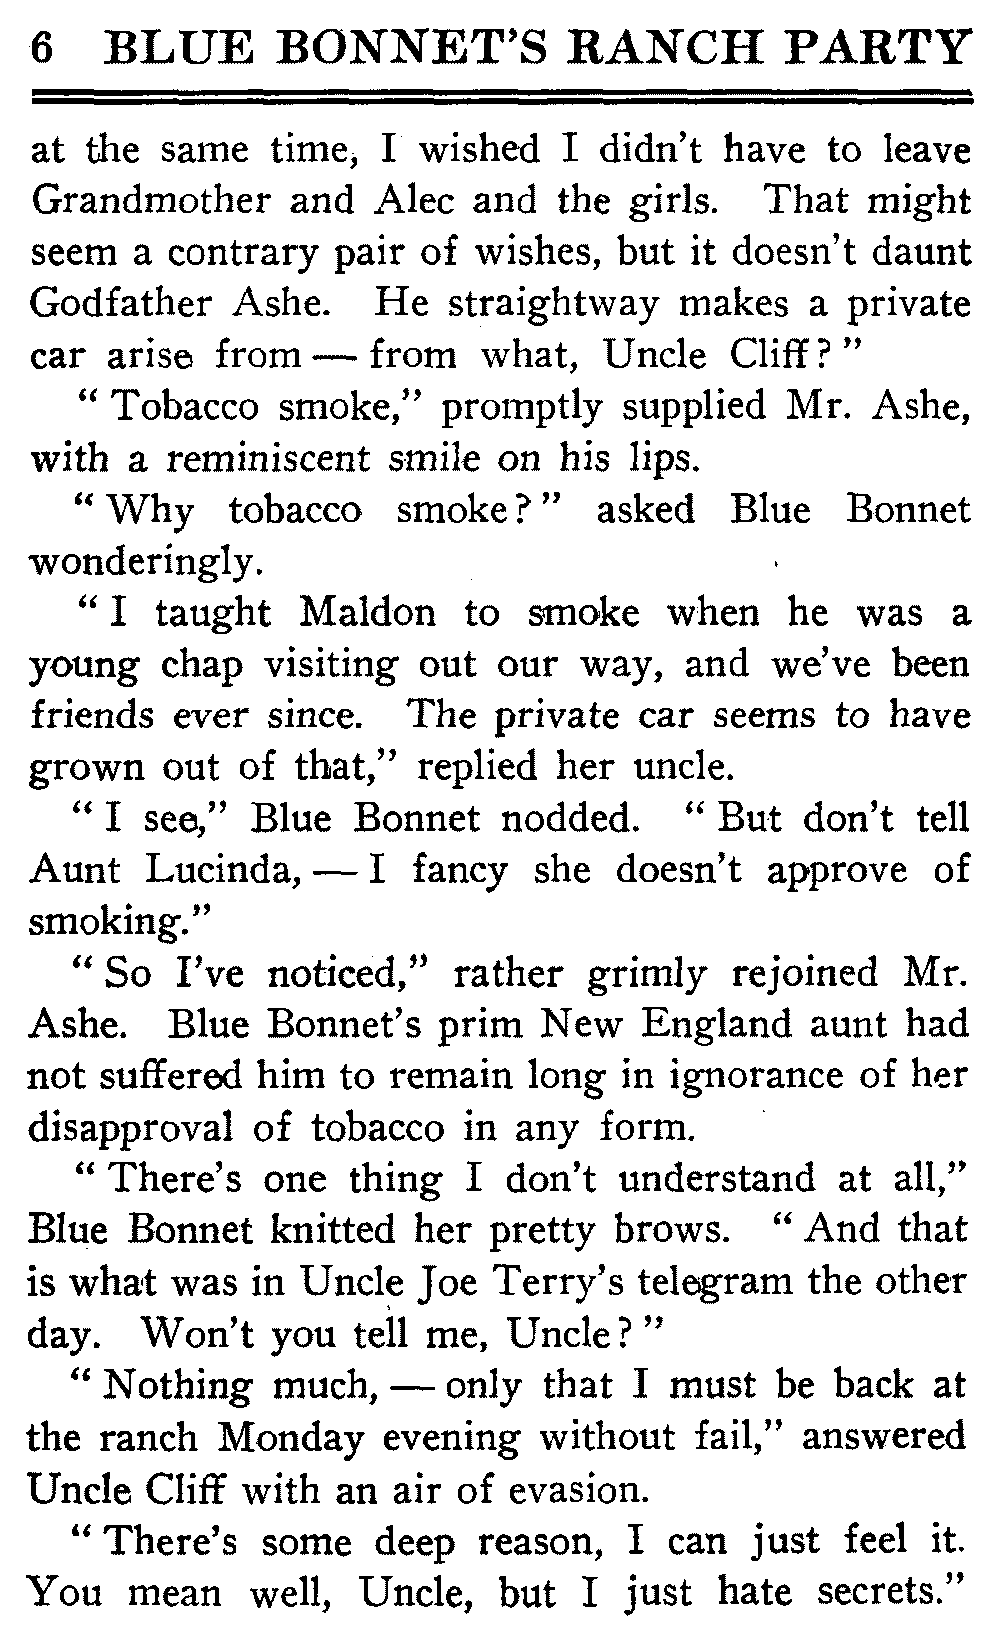 6 BLUE BONNET'S RANCH PARTY
at the same time, I wished I didn't have to leave
Grandmother and Alec and the girls. That might
seem a contrary pair of wishes, but it doesn't daunt
Godfather Ashe. He straightway makes a private
car arise from — from what, Uncle Cliff? "
" Tobacco smoke," promptly supplied Mr. Ashe,
with a reminiscent smile on his lips.
" Why tobacco smoke? " asked Blue Bonnet
wonderingly.
" I taught Maldon to smoke when he was a
young chap visiting out our way, and we've been
friends ever since. The private car seems to have
grown out of that," replied her uncle.
" I see," Blue Bonnet nodded. " But don't tell
Aunt Lucinda, — I fancy she doesn't approve of
smoking."
" So I've noticed," rather grimly rejoined Mr.
Ashe. Blue Bonnet's prim New England aunt had
not suffered him to remain long in ignorance of her
disapproval of tobacco in any form.
" There's one thing I don't understand at all,"
Blue Bonnet knitted her pretty brows. " And that
is what was in Uncle Joe Terry's telegram the other
day. Won't you tell me, Uncle? "
" Nothing much, — only that I must be back at
the ranch Monday evening without fail," answered
Uncle Cliff with an air of evasion.
" There's some deep reason, I can just feel it.
You mean well, Uncle, but I just hate secrets."